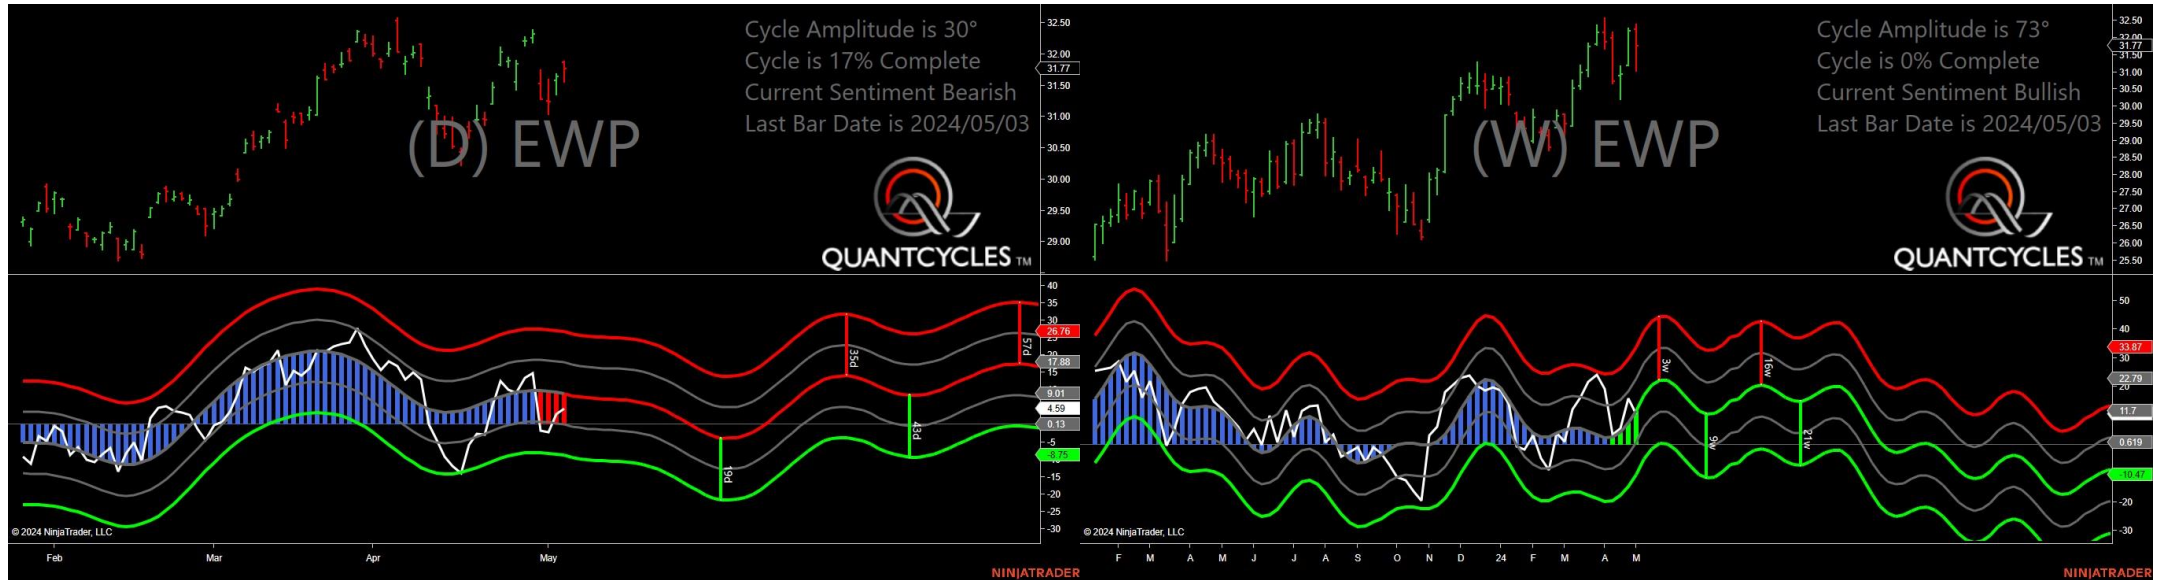 Cycle Amplitude is 30°
Cycle is 17% Complete
Current Sentiment Bearish
Last Bar Date is 2024/05/03
(D) EWP
QUANTCYCLES TM
32.50
32.00
31.77
31.50
31.00
30.50
30.00
29.50
29.00
40
35
30
26.76
20
17.88
15
9.01
4.59
0.13
-5
-8.75
-10
-15
-20
-25
-30
35d
57d
19d
43d
© 2024 NinjaTrader, LLC
Feb Mar Apr May
NINJATRADER
Cycle Amplitude is 73°
Cycle is 0% Complete
Current Sentiment Bullish
Last Bar Date is 2024/05/03
(W) EWP
QUANTCYCLES TM
32.50
32.00
31.77
31.50
31.00
30.50
30.00
29.50
29.00
28.50
28.00
27.50
27.00
26.50
26.00
25.50
50
40
33.87
30
22.79
20
11.7
0.619
-10.47
-20
-30
3w
16w
9w
21w
© 2024 NinjaTrader, LLC
F M A M J J A S O N D 24 F M A M
NINJATRADER